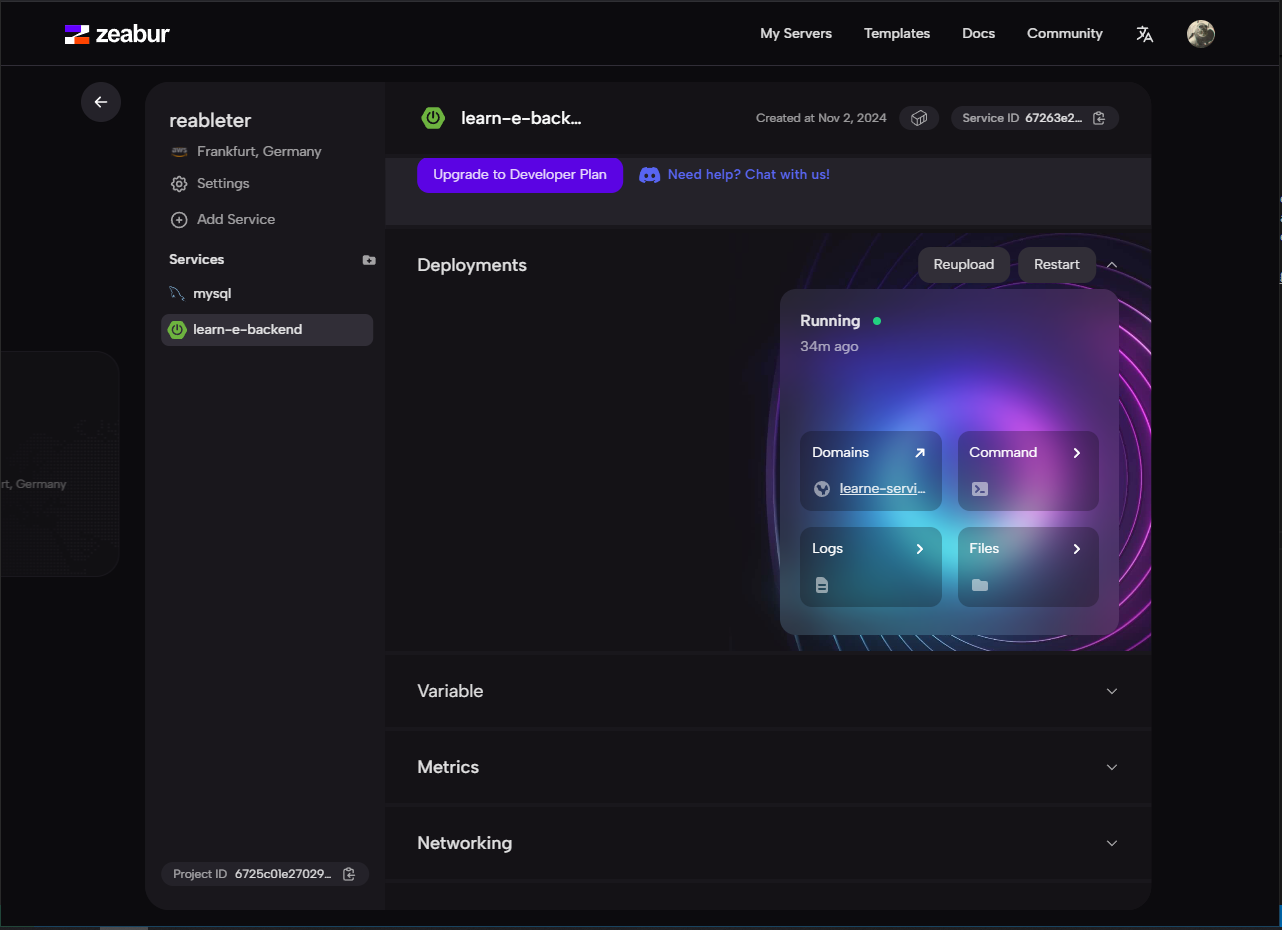 zeabur
My Servers
Templates
Docs
Community
reableter
aws
Frankfurt, Germany
Settings
Add Service
Services
mysql
learn-e-backend
rt, Germany
Project ID 6725c01e27029...
learn-e-back...
Created at Nov 2, 2024
Service ID 67263e2...
Upgrade to Developer Plan
Need help? Chat with us!
Deployments
Reupload
Restart
Running
34m ago
Domains
learne-servi...
Command
Logs
Files
Variable
Metrics
Networking